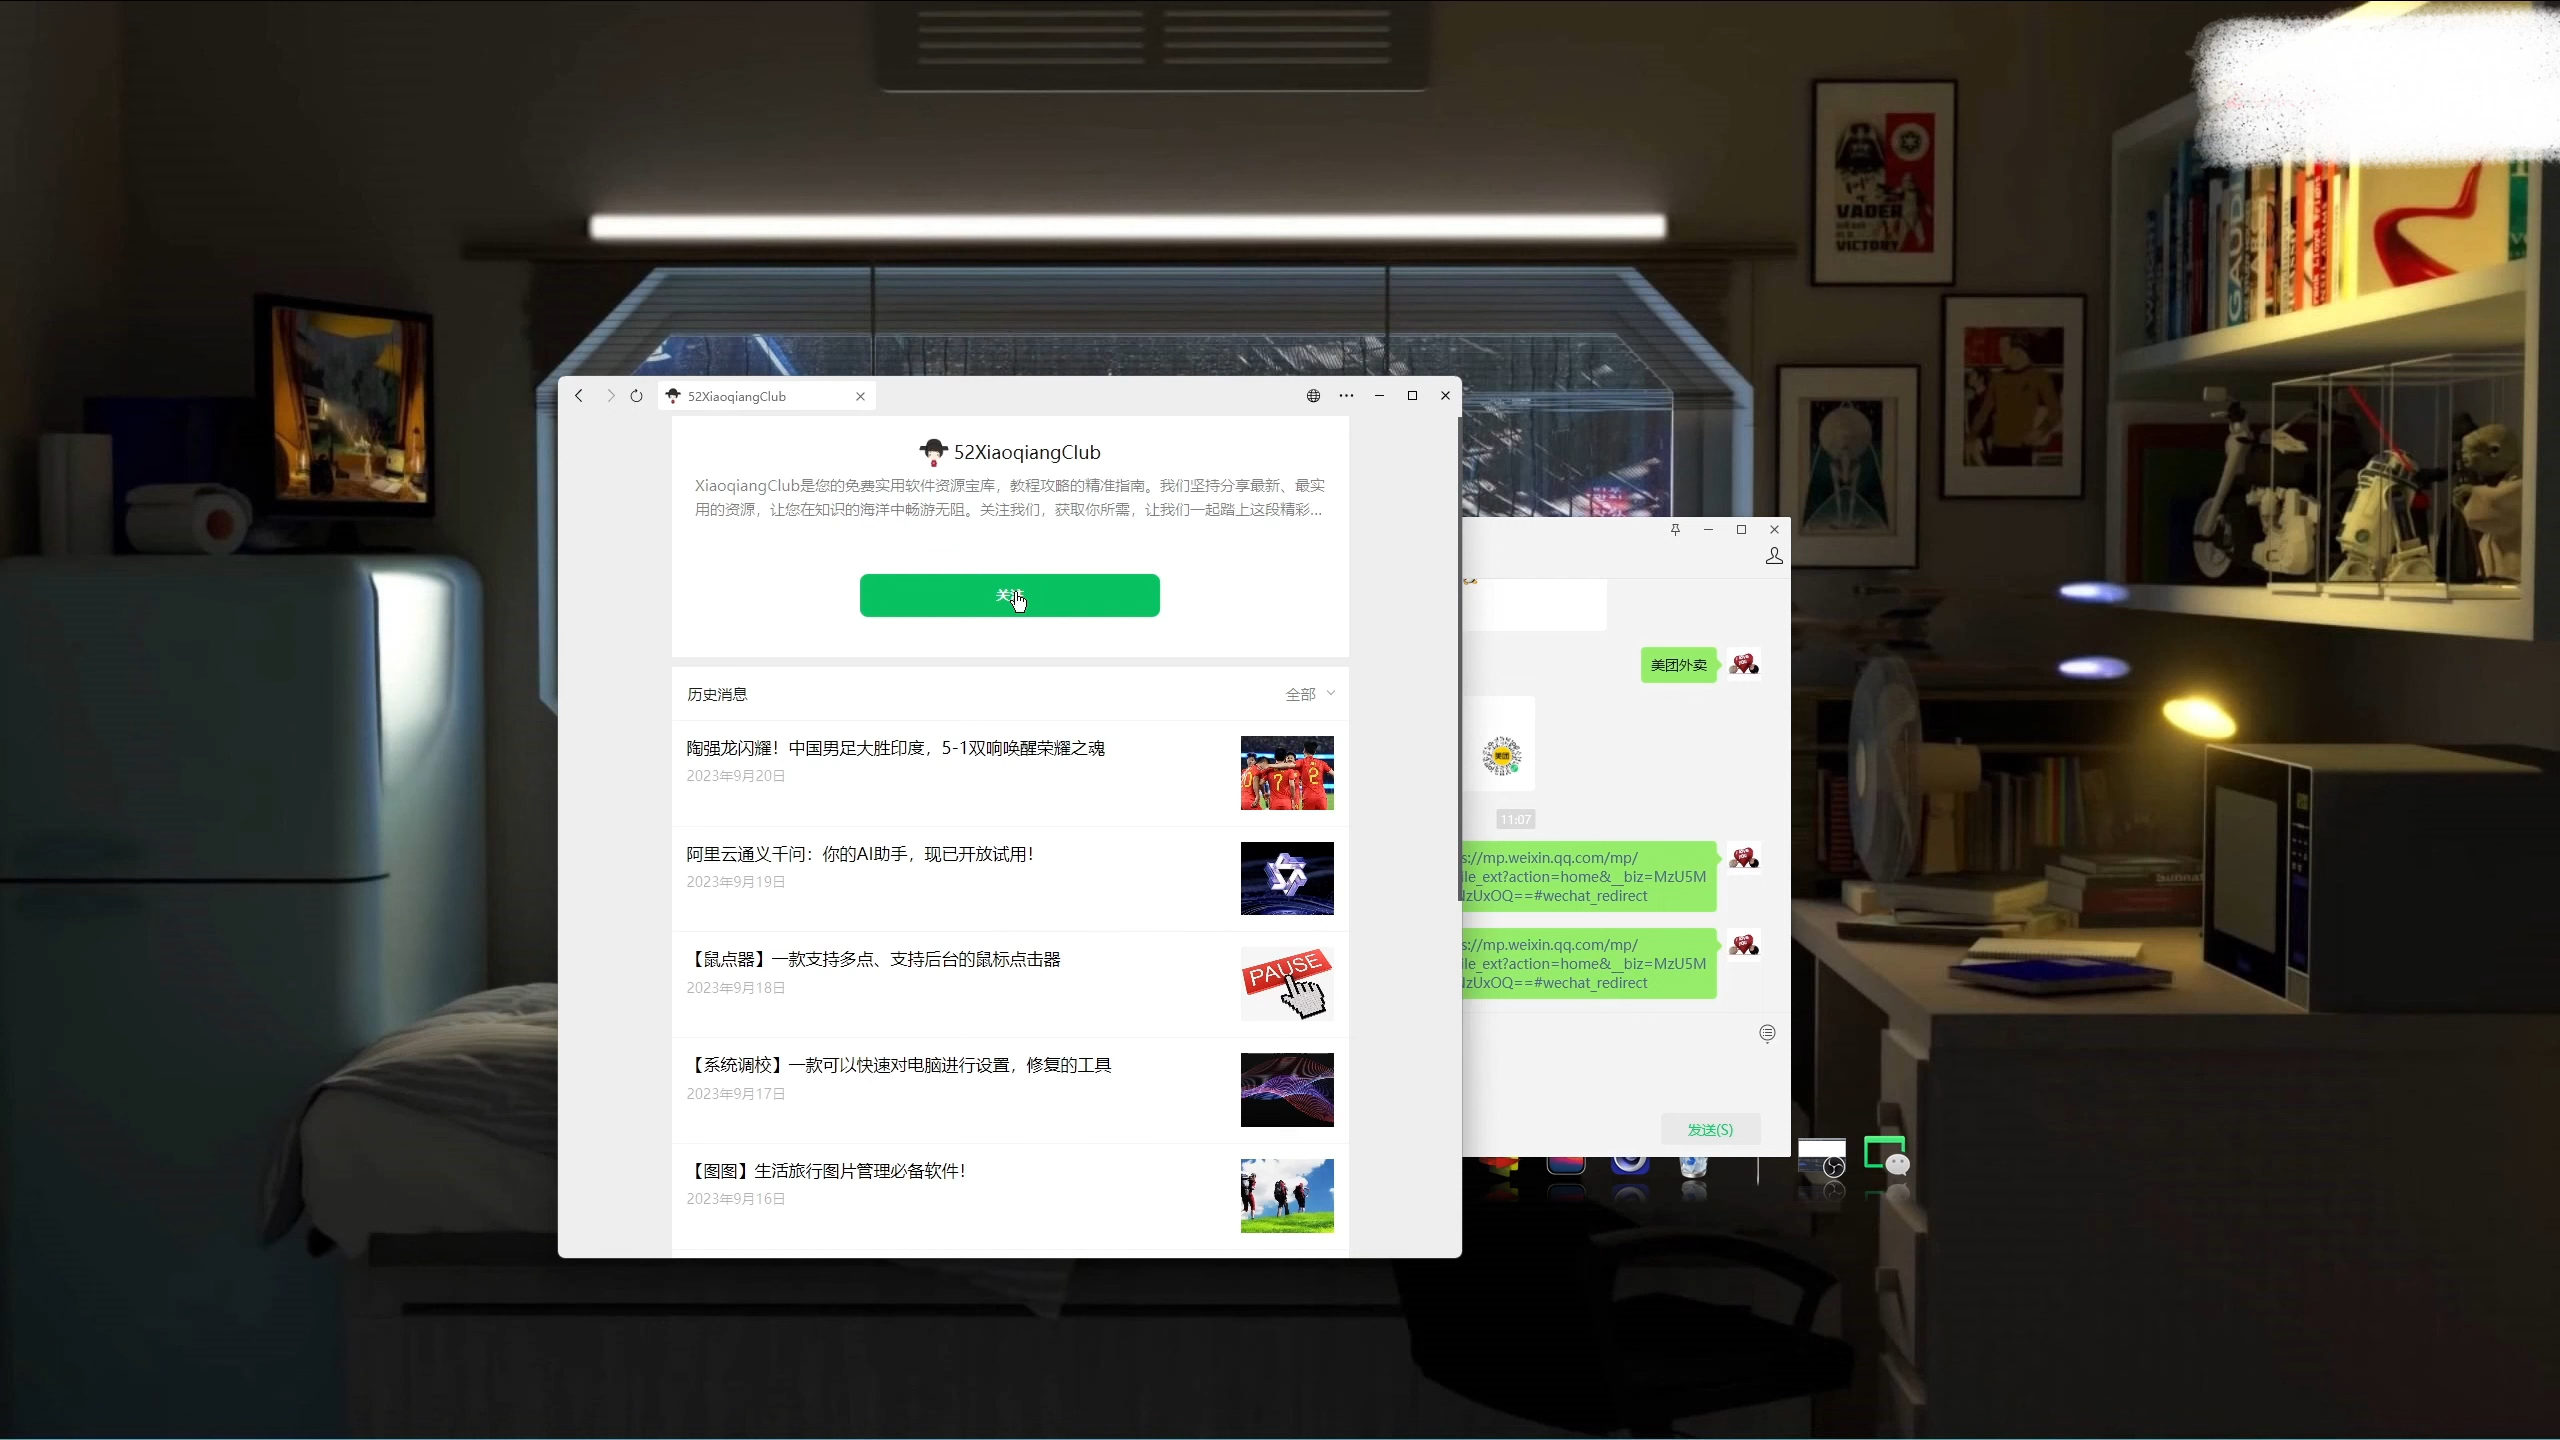 VADER
VICTORY
GAUDI
52XiaoqiangClub
52XiaoqiangClub
XiaoqiangClub是您的免费实用软件资源宝库，教程攻略的精准指南。我们坚持分享最新、最实
用的资源，让您在知识的海洋中畅游无阻。关注我们，获取你所需，让我们一起踏上这段精彩...
关注
历史消息
全部
陶强龙闪耀！中国男足大胜印度，5-1双响唤醒荣耀之魂
2023年9月20日
阿里云通义千问：你的AI助手，现已开放试用！
2023年9月19日
【鼠点器】一款支持多点、支持后台的鼠标点击器
2023年9月18日
PAUSE
【系统调校】一款可以快速对电脑进行设置，修复的工具
2023年9月17日
【图图】生活旅行图片管理必备软件！
2023年9月16日
美团外卖
美团
11:07
s://mp.weixin.qq.com/mp/
ile_ext?action=home&__biz=MzU5M
IzUxOQ==#wechat_redirect
s://mp.weixin.qq.com/mp/
ile_ext?action=home&__biz=MzU5M
IzUxOQ==#wechat_redirect
发送(S)